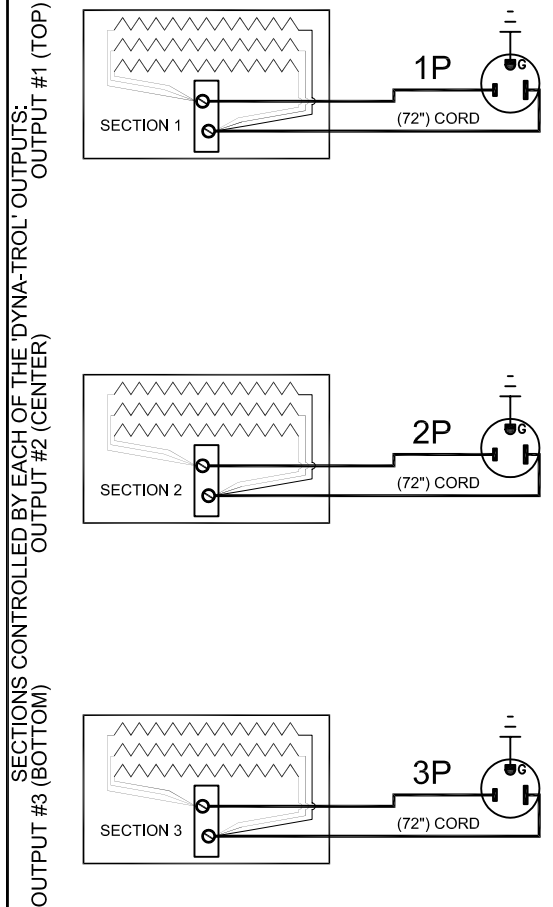 SECTIONS CONTROLLED BY EACH OF THE 'DYNA-TROL' OUTPUTS:
OUTPUT #1 (TOP)
SECTION 1
1P
(72") CORD
G
OUTPUT #2 (CENTER)
SECTION 2
2P
(72") CORD
G
OUTPUT #3 (BOTTOM)
SECTION 3
3P
(72") CORD
G